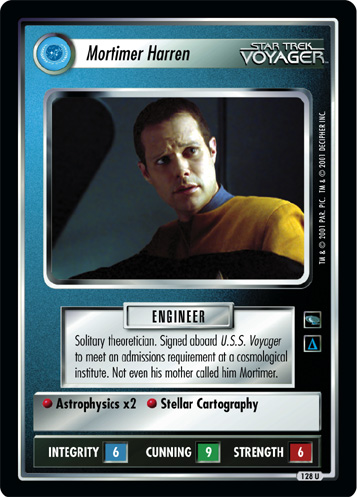 Mortimer Harren
STAR TREK
VOYAGER™
TM & © 2001 PAR. PIC. TM & © 2001 DECIPHER INC.
ENGINEER
Solitary theoretician. Signed aboard U.S.S. Voyager
to meet an admissions requirement at a cosmological
institute. Not even his mother called him Mortimer.
Astrophysics x2 Stellar Cartography
INTEGRITY 6 CUNNING 9 STRENGTH 6
128 U